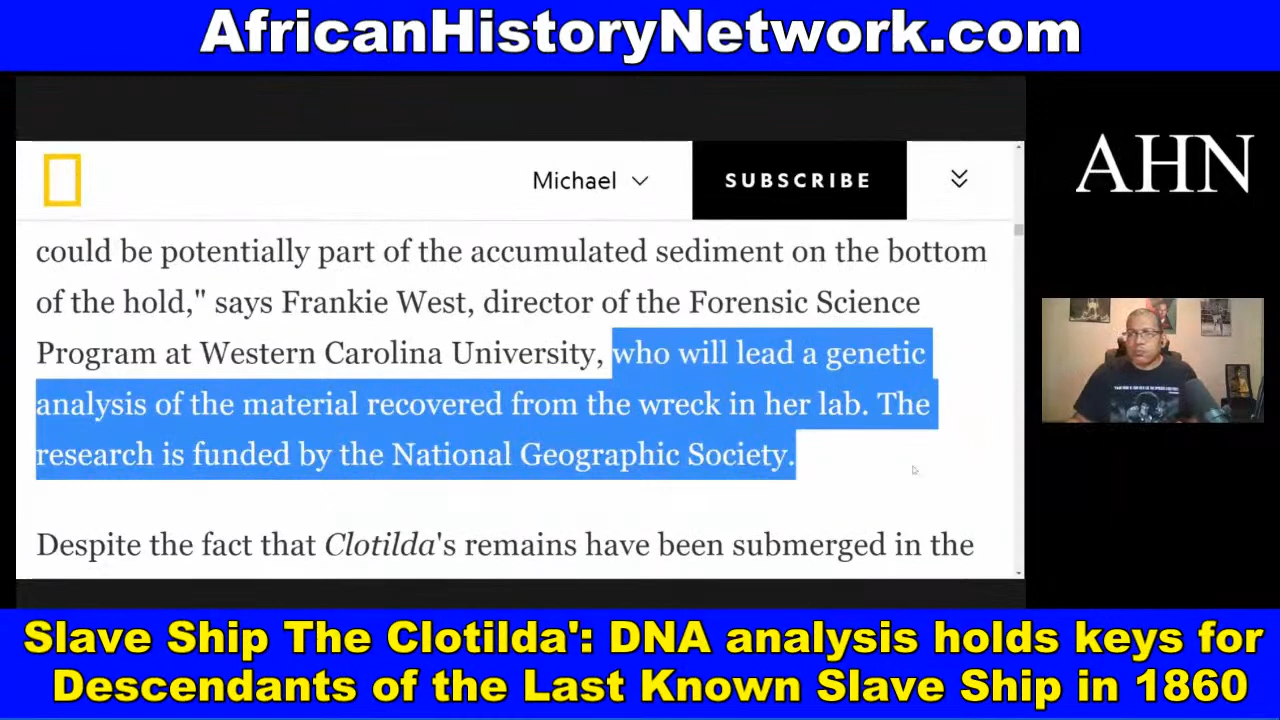 AfricanHistoryNetwork.com
AHN
Michael
SUBSCRIBE
could be potentially part of the accumulated sediment on the bottom
of the hold," says Frankie West, director of the Forensic Science
Program at Western Carolina University, who will lead a genetic
analysis of the material recovered from the wreck in her lab. The
research is funded by the National Geographic Society.
Despite the fact that Clotilda's remains have been submerged in the
Slave Ship The Clotilda': DNA analysis holds keys for
Descendants of the Last Known Slave Ship in 1860